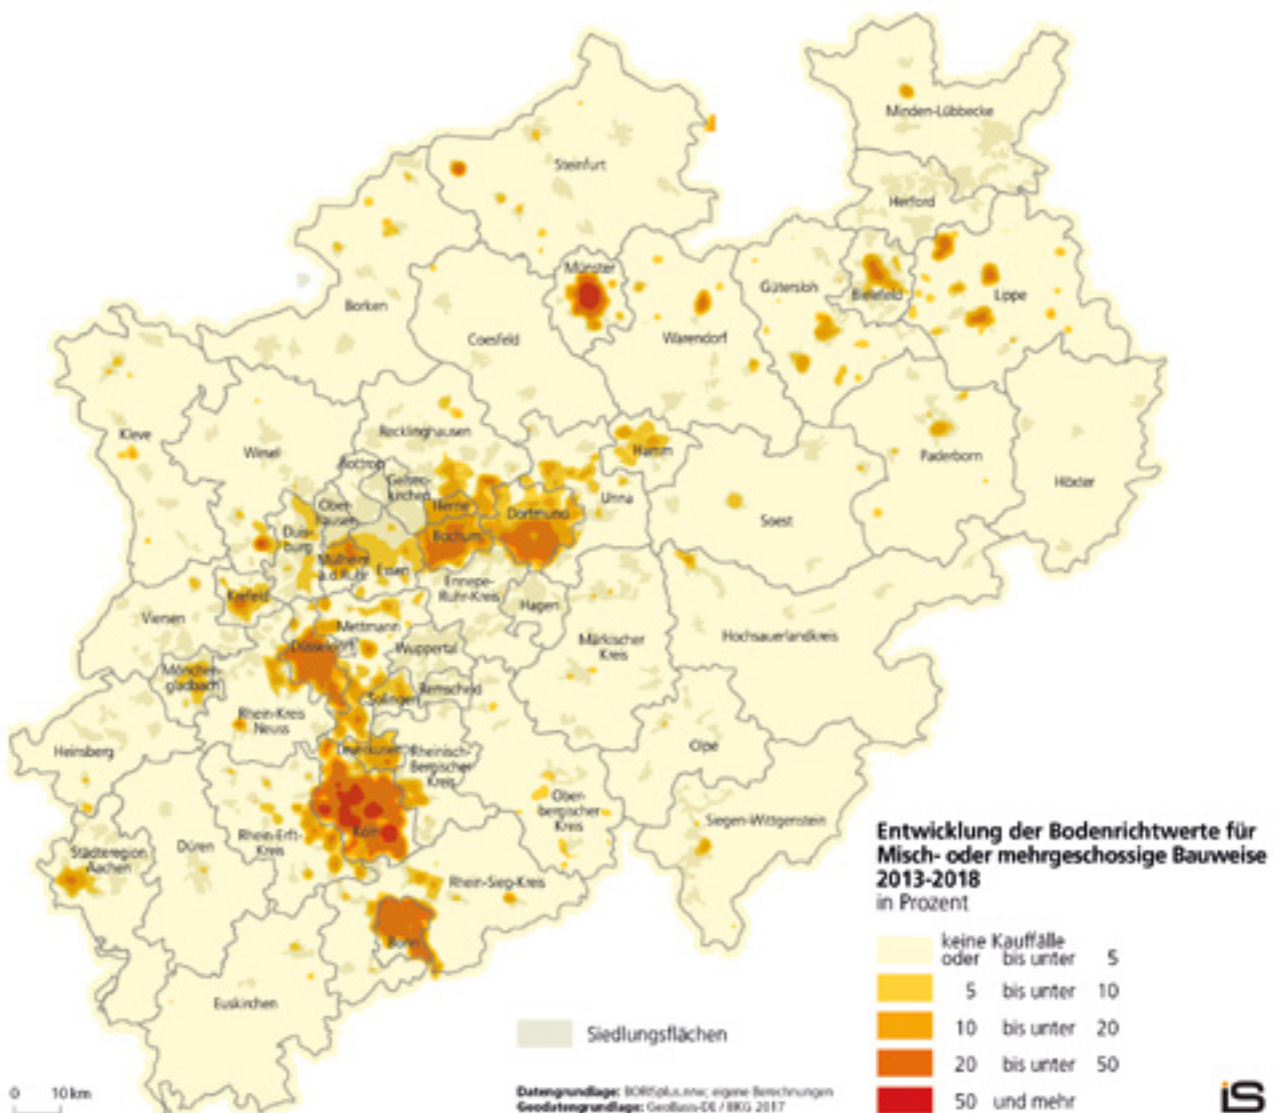 Minden-Lübbecke
Steinfurt
Herford
Münster
Gütersloh
Bielefeld
Lippe
Borken
Coesfeld
Warendorf
Kleve
Recklinghausen
Wesel
Hamm
Paderborn
Bottrop
Gelsen-
kirchen
Höxter
Ober-
hausen
Herne
Unna
Dortmund
Soest
Duis-
burg
Bochum
Mülheim
a.d.Ruhr
Essen
Ennepe-
Ruhr-Kreis
Krefeld
Hagen
Viersen
Mettmann
Hochsauerlandkreis
Märkischer
Kreis
Düsseldorf
Wuppertal
Mönchen-
gladbach
Solingen
Remscheid
Rhein-Kreis
Neuss
Heinsberg
Leverkusen
Rheinisch-
Bergischer
Kreis
Olpe
Ober-
bergischer
Kreis
Siegen-Wittgenstein
Köln
Rhein-Erft-
Kreis
Düren
Städteregion
Aachen
Rhein-Sieg-Kreis
Bonn
Euskirchen
Entwicklung der Bodenrichtwerte für
Misch- oder mehrgeschossige Bauweise
2013-2018
in Prozent
keine Kauffälle
oder bis unter 5
5 bis unter 10
10 bis unter 20
20 bis unter 50
50 und mehr
Siedlungsflächen
0 10 km
Datengrundlage: BORISplus.nrw; eigene Berechnungen
Geodatengrundlage: GeoBasis-DE / BKG 2017
iS